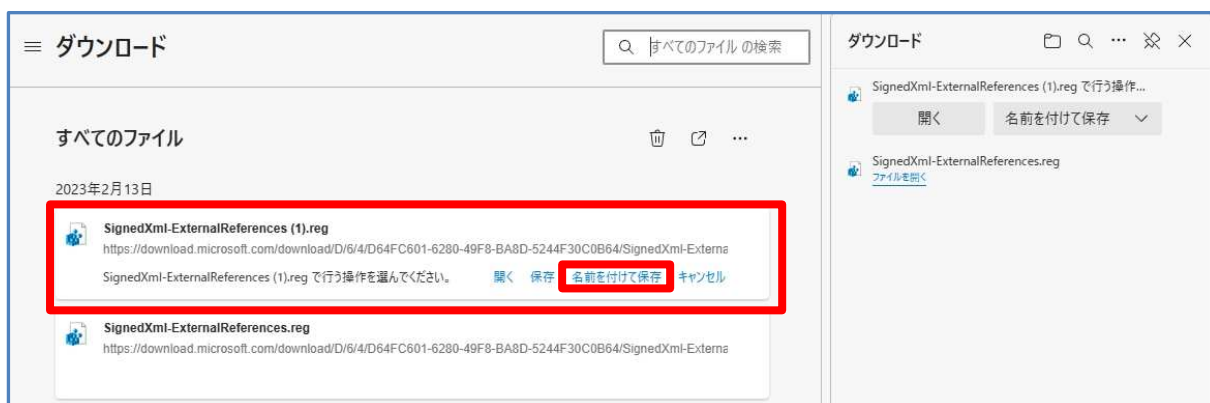 ダウンロード
すべてのファイル の検索
すべてのファイル
2023年2月13日
SignedXml-ExternalReferences (1).reg
https://download.microsoft.com/download/D/6/4/D64FC601-6280-49F8-BA8D-5244F30C0B64/SignedXml-Externa
SignedXml-ExternalReferences (1).reg で行う操作を選んでください。 開く 保存 名前を付けて保存 キャンセル
SignedXml-ExternalReferences.reg
https://download.microsoft.com/download/D/6/4/D64FC601-6280-49F8-BA8D-5244F30C0B64/SignedXml-Externa
ダウンロード
SignedXml-ExternalReferences (1).reg で行う操作...
開く 名前を付けて保存
SignedXml-ExternalReferences.reg
ファイルを開く